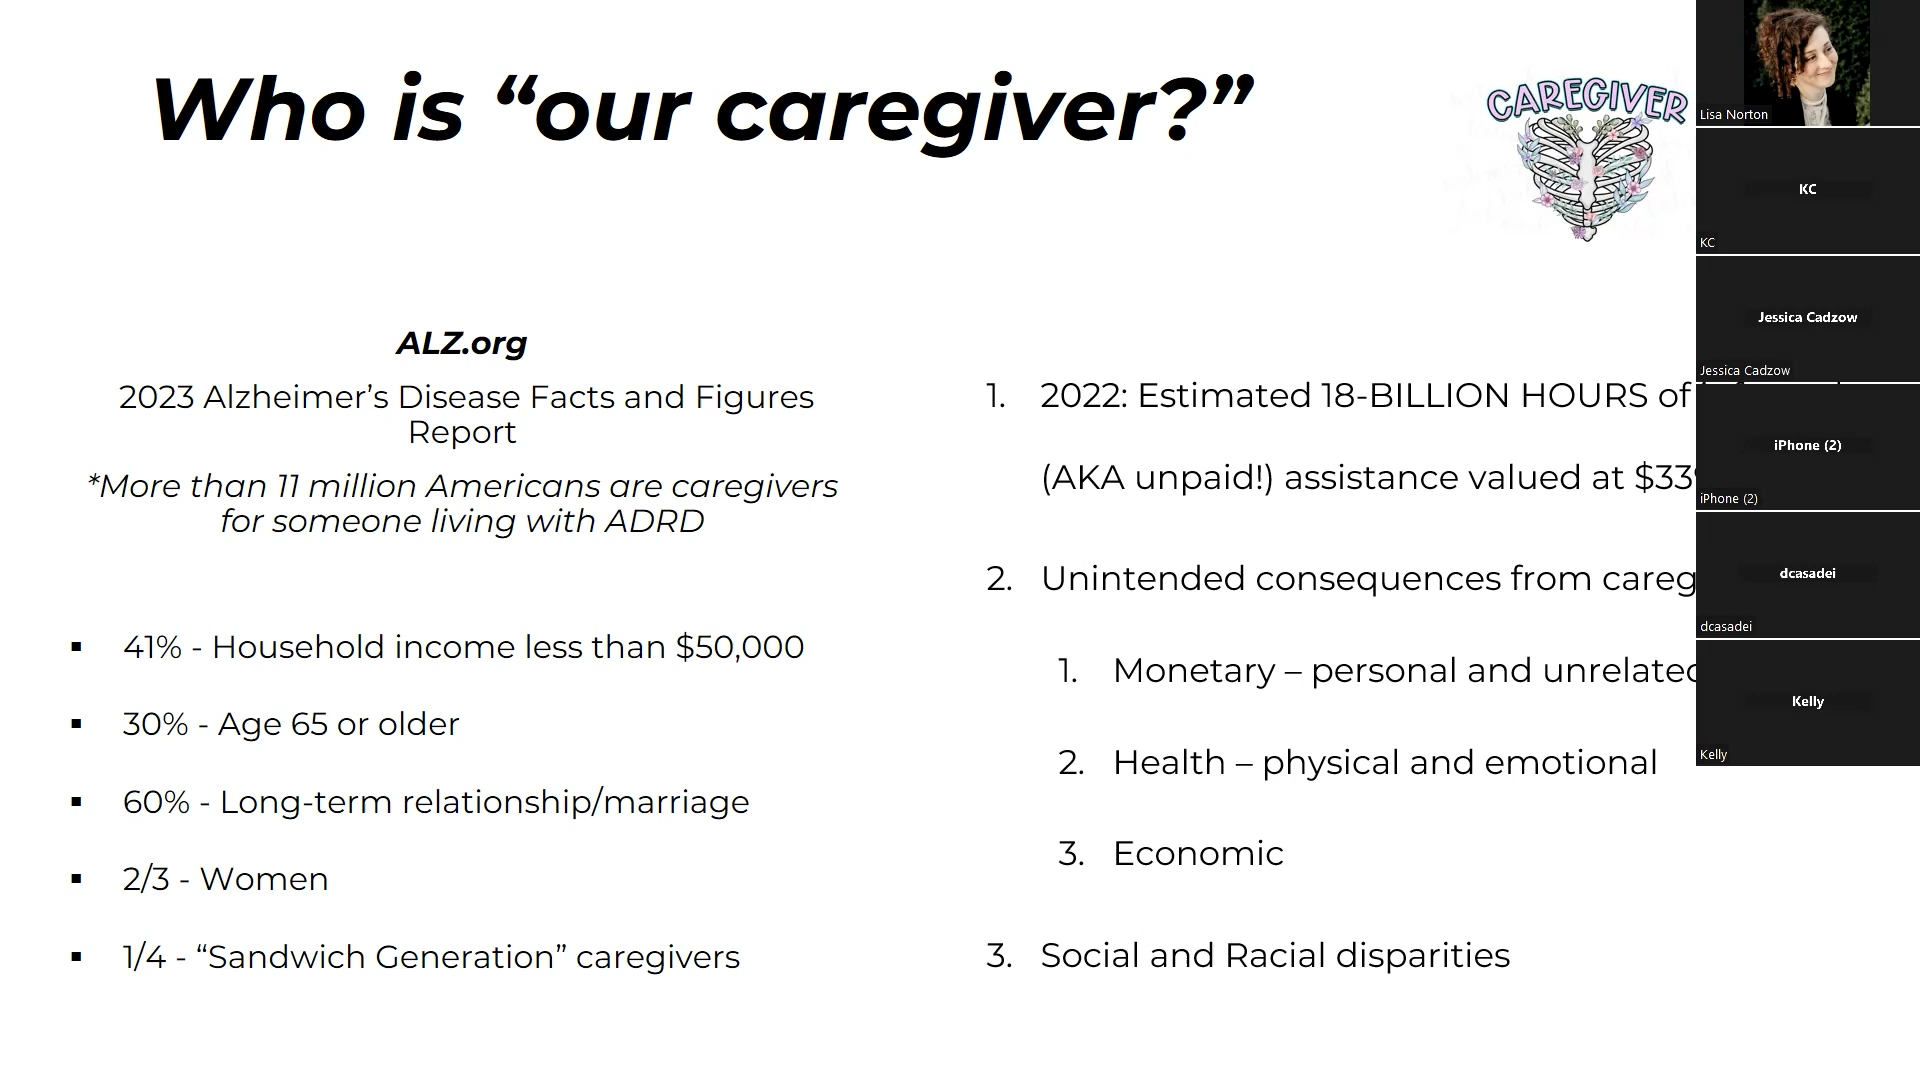 Who is “our caregiver?”
CAREGIVER
ALZ.org
2023 Alzheimer’s Disease Facts and Figures
Report
*More than 11 million Americans are caregivers
for someone living with ADRD
▪ 41% - Household income less than $50,000
▪ 30% - Age 65 or older
▪ 60% - Long-term relationship/marriage
▪ 2/3 - Women
▪ 1/4 - “Sandwich Generation” caregivers
1. 2022: Estimated 18-BILLION HOURS of
(AKA unpaid!) assistance valued at
2. Unintended consequences from
1. Monetary – personal and unrelated
2. Health – physical and emotional
3. Economic
3. Social and Racial disparities
Lisa Norton
KC
KC
Jessica Cadzow
Jessica Cadzow
iPhone (2)
iPhone (2)
dcasadei
dcasadei
Kelly
Kelly